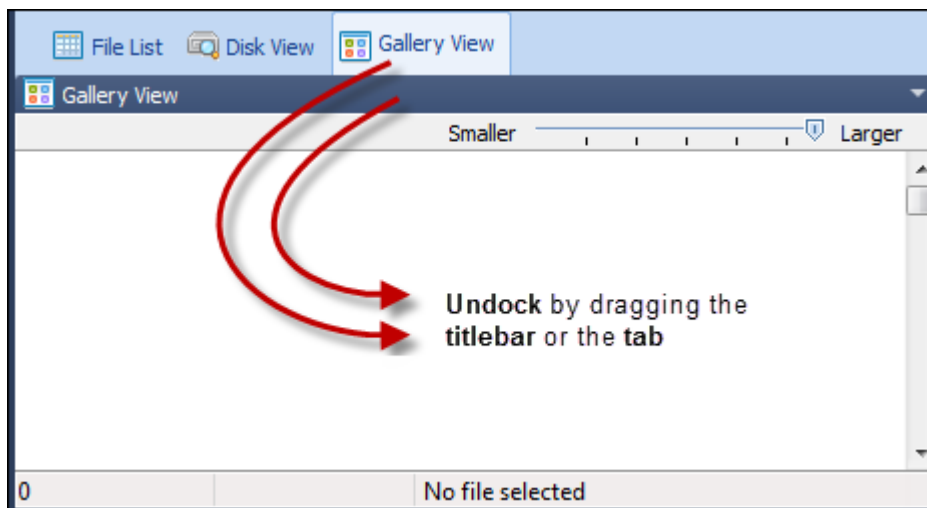 File List Disk View Gallery View
Gallery View
Smaller Larger
Undock by dragging the
titlebar or the tab
0 No file selected